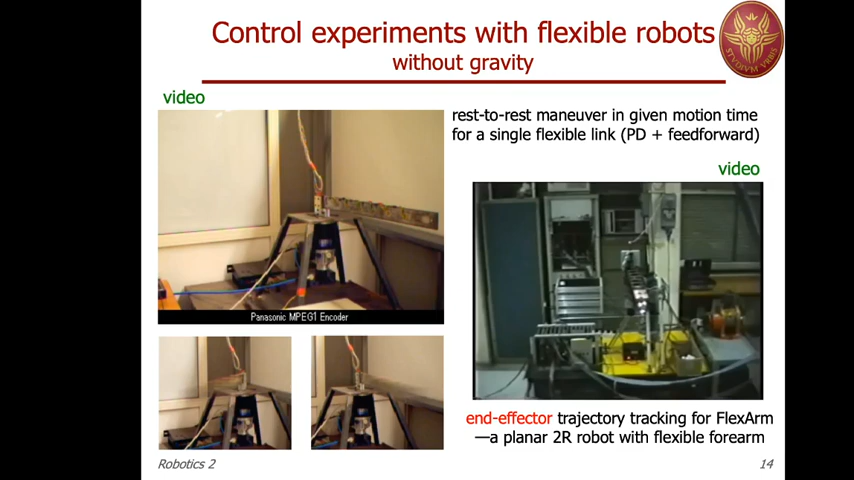 Control experiments with flexible robots
without gravity
STVDIVM VRBIS
video
rest-to-rest maneuver in given motion time
for a single flexible link (PD + feedforward)
video
Panasonic MPEG1 Encoder
end-effector trajectory tracking for FlexArm
—a planar 2R robot with flexible forearm
Robotics 2
14